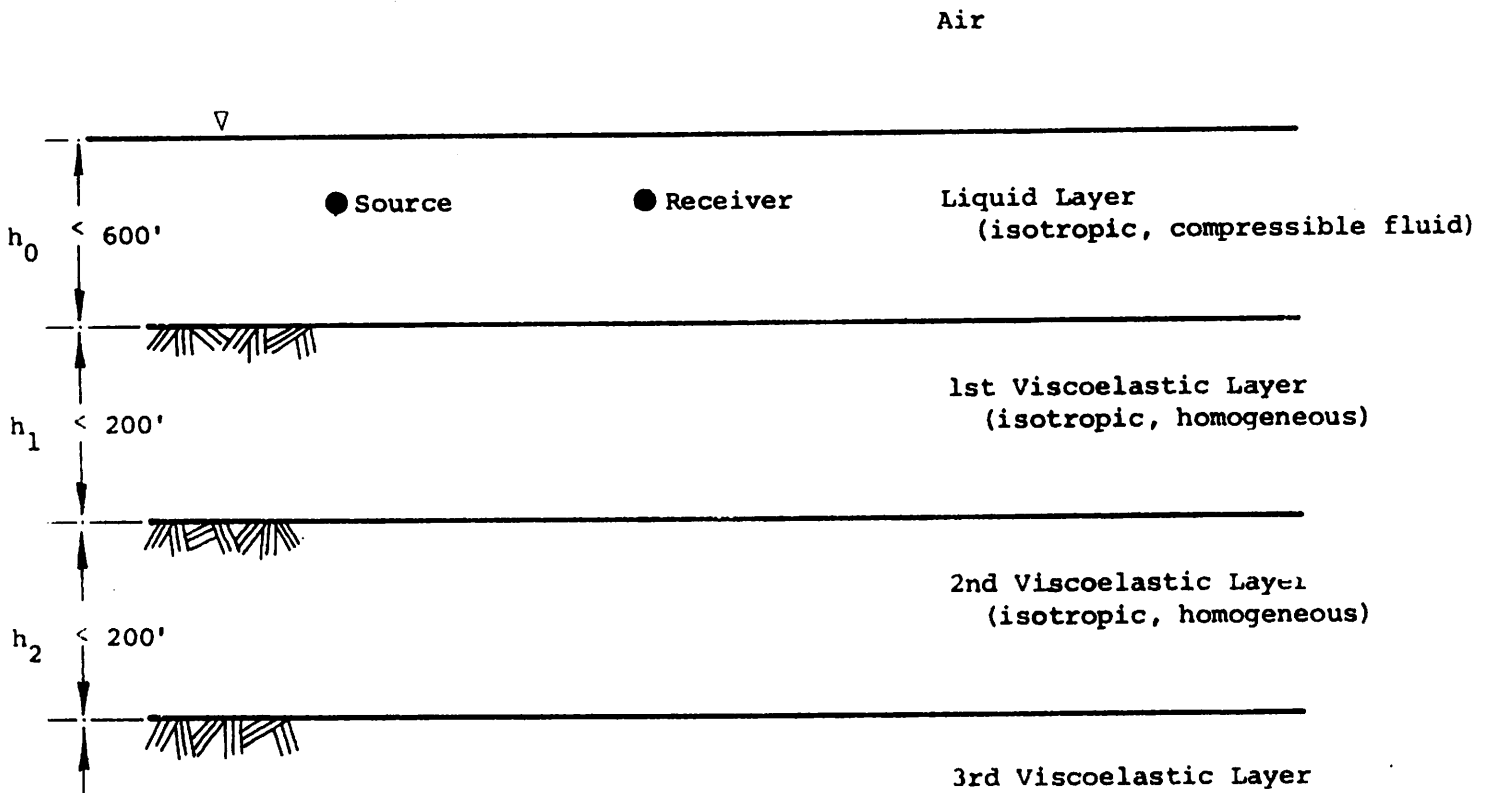 Air
Source
Receiver
Liquid Layer
(isotropic, compressible fluid)
h0 < 600'
1st Viscoelastic Layer
(isotropic, homogeneous)
h1 < 200'
2nd Viscoelastic Layer
(isotropic, homogeneous)
h2 < 200'
3rd Viscoelastic Layer